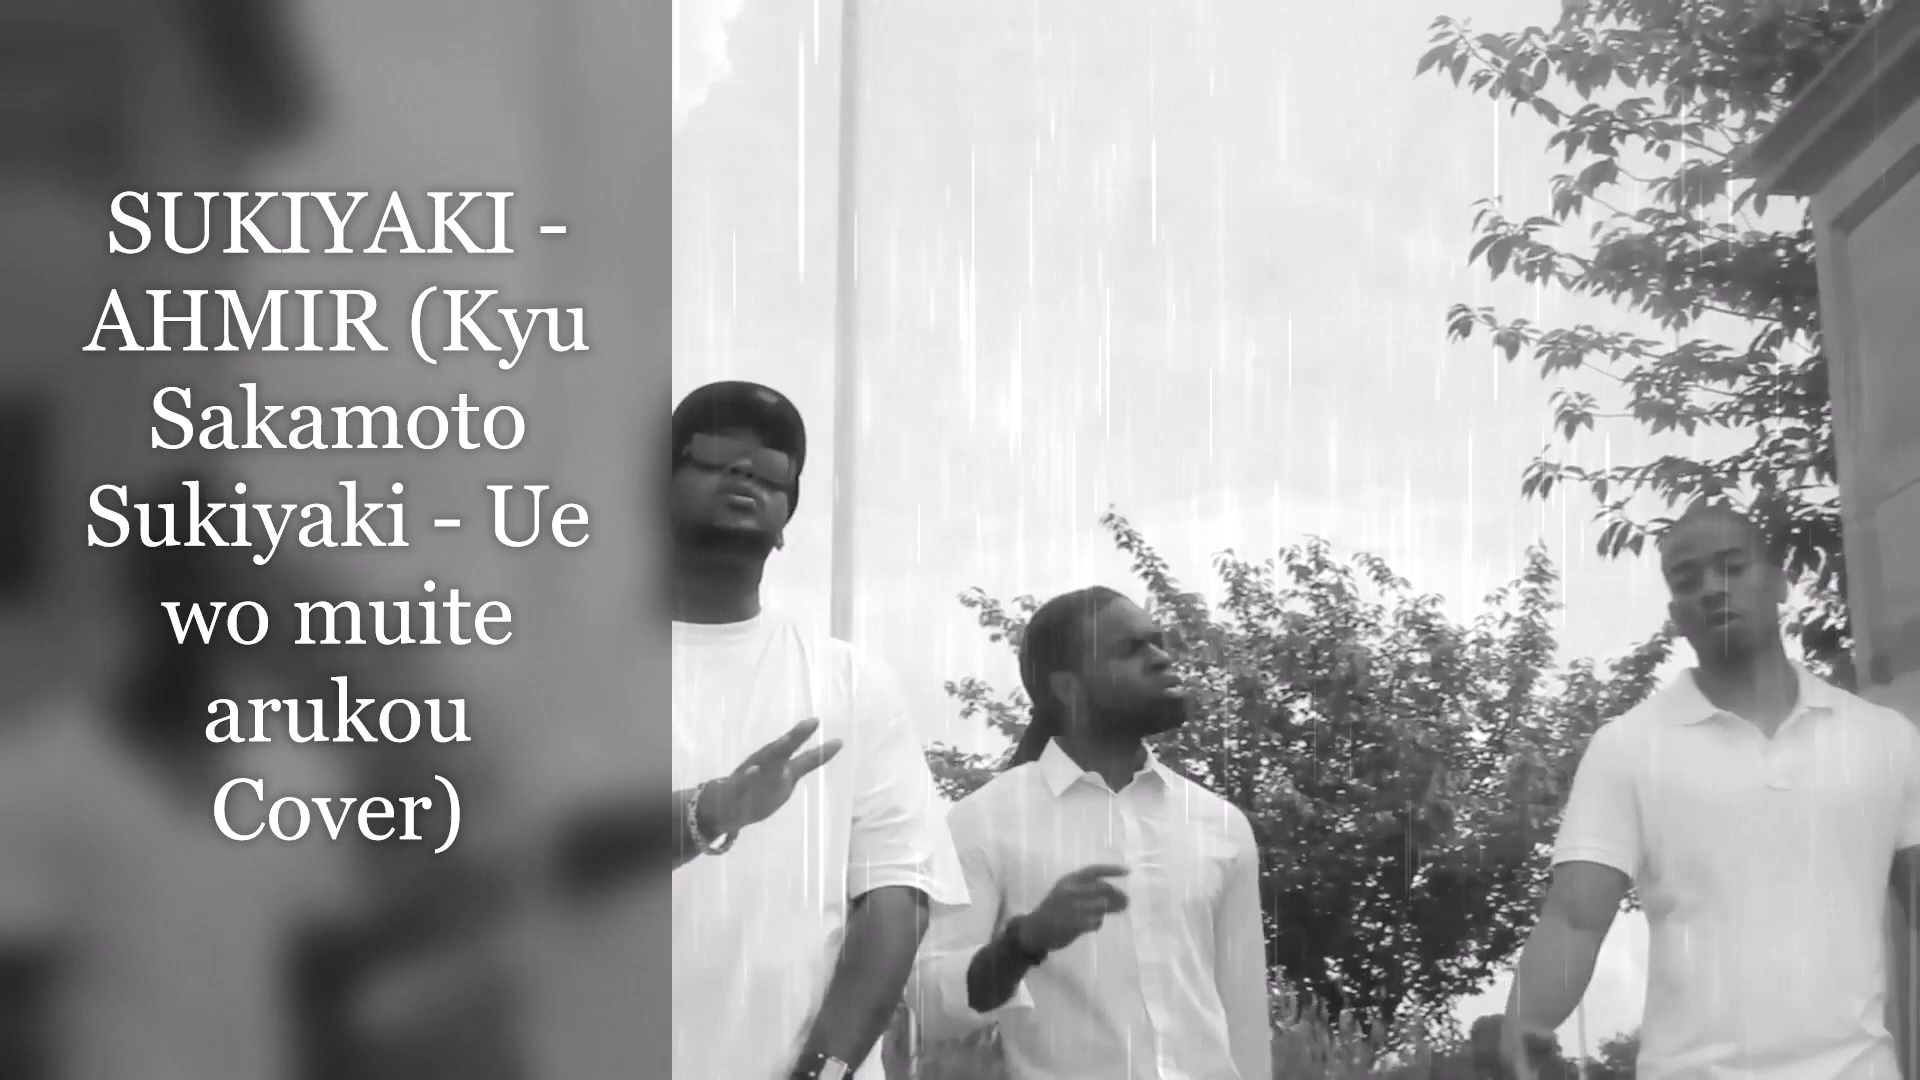 SUKIYAKI -
AHMIR (Kyu
Sakamoto
Sukiyaki - Ue
wo muite
arukou
Cover)